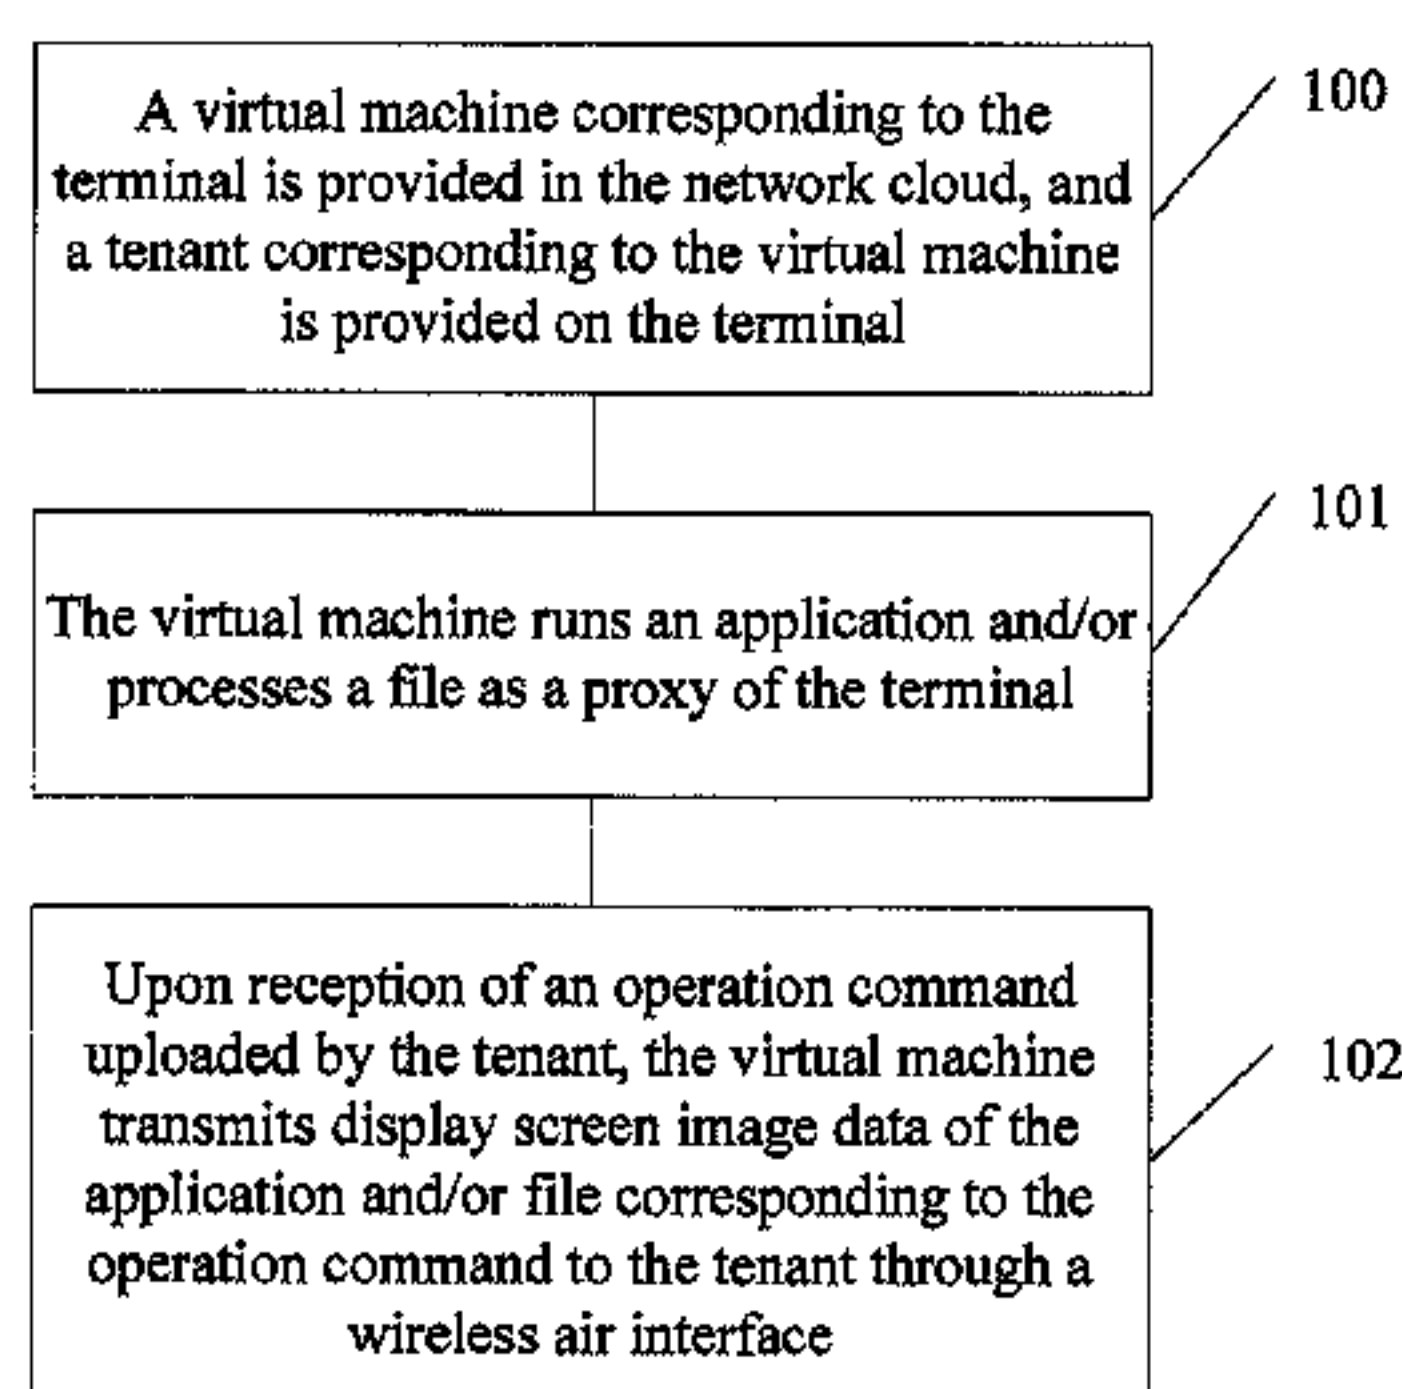 A virtual machine corresponding to the
terminal is provided in the network cloud, and
a tenant corresponding to the virtual machine
is provided on the terminal
100
The virtual machine runs an application and/or
processes a file as a proxy of the terminal
101
Upon reception of an operation command
uploaded by the tenant, the virtual machine
transmits display screen image data of the
application and/or file corresponding to the
operation command to the tenant through a
wireless air interface
102